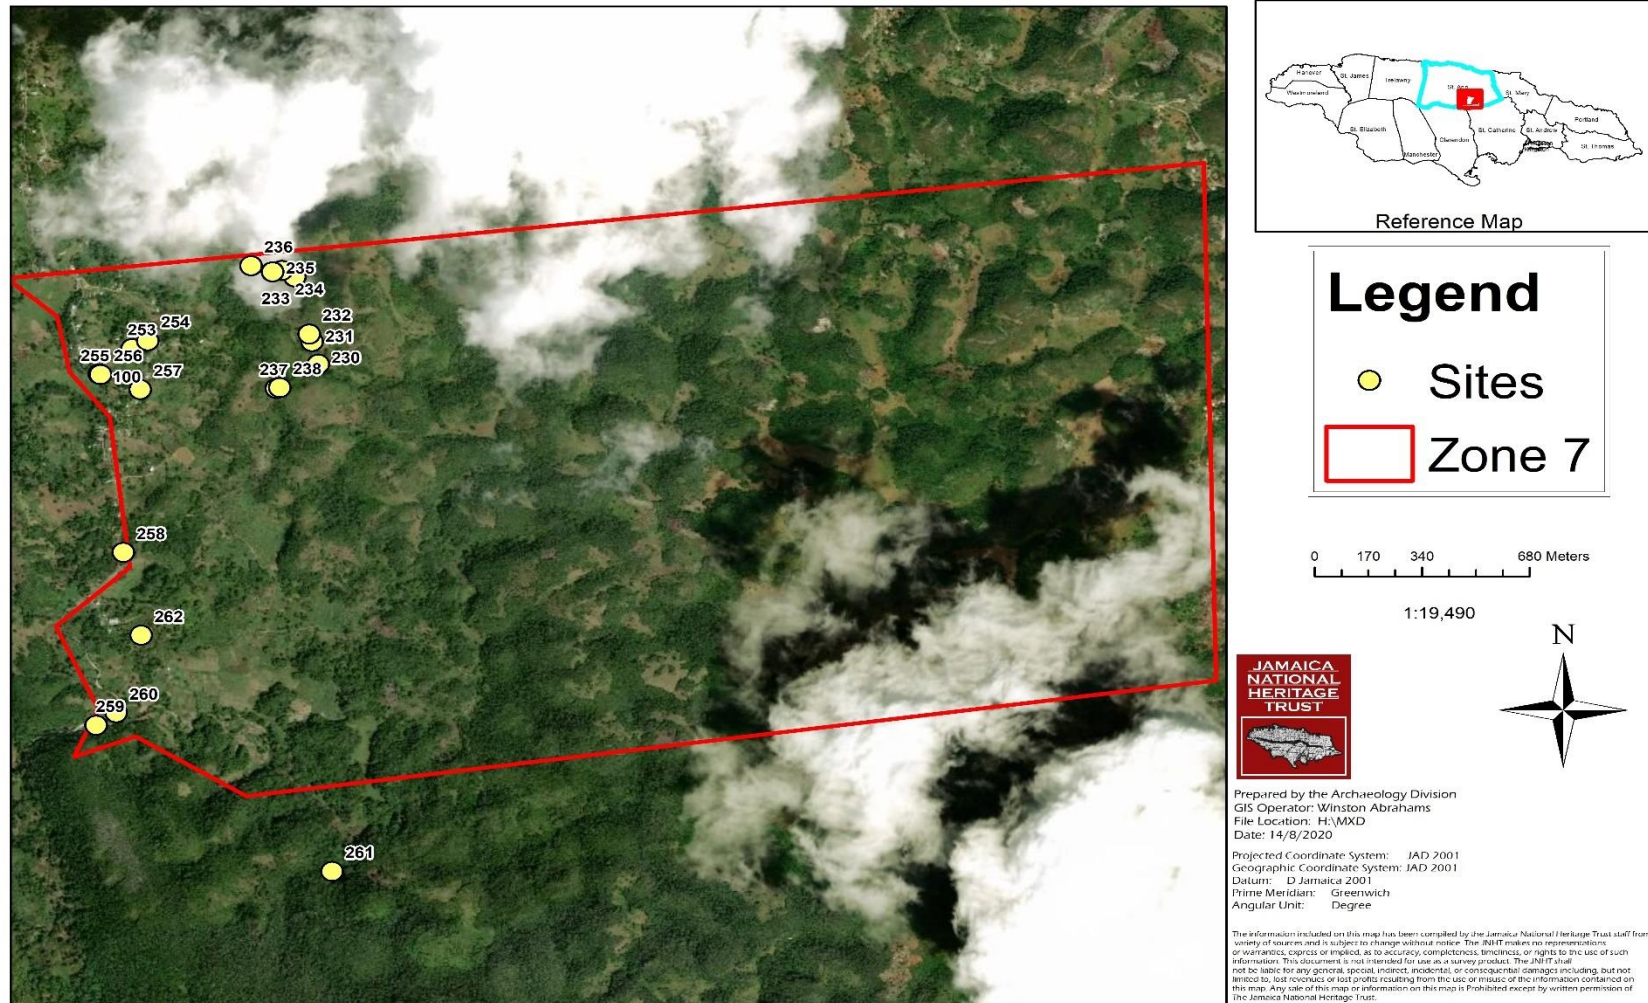 236
235
234
233
232
231
230
254
253
255
256
100
257
237
238
258
262
260
259
261
Hanover
St. James
Trelawny
St. Ann
St. Mary
Westmoreland
Portland
St. Elizabeth
Manchester
Clarendon
St. Catherine
St. Andrew
St. Thomas
Reference Map
Legend
Sites
Zone 7
0 170 340 680 Meters
1:19,490
N
JAMAICA
NATIONAL
HERITAGE
TRUST
Prepared by the Archaeology Division
GIS Operator: Winston Abrahams
File Location: H:\MXD
Date: 14/8/2020
Projected Coordinate System: JAD 2001
Geographic Coordinate System: JAD 2001
Datum: D Jamaica 2001
Prime Meridian: Greenwich
Angular Unit: Degree
The information included on this map has been compiled by the Jamaica National Heritage Trust staff from
variety of sources and is subject to change without notice. The JNHT makes no representations
or warranties, express or implied, as to accuracy, completeness, timeliness, or rights to the use of such
information. This document is not intended for use as a survey product. The JNHT shall
not be liable for any general, special, indirect, incidental, or consequential damages including, but not
limited to, lost revenues or lost profits resulting from the use or misuse of the information contained on
this map. Any sale of this map or information on this map is Prohibited except by written permission of
The Jamaica National Heritage Trust.